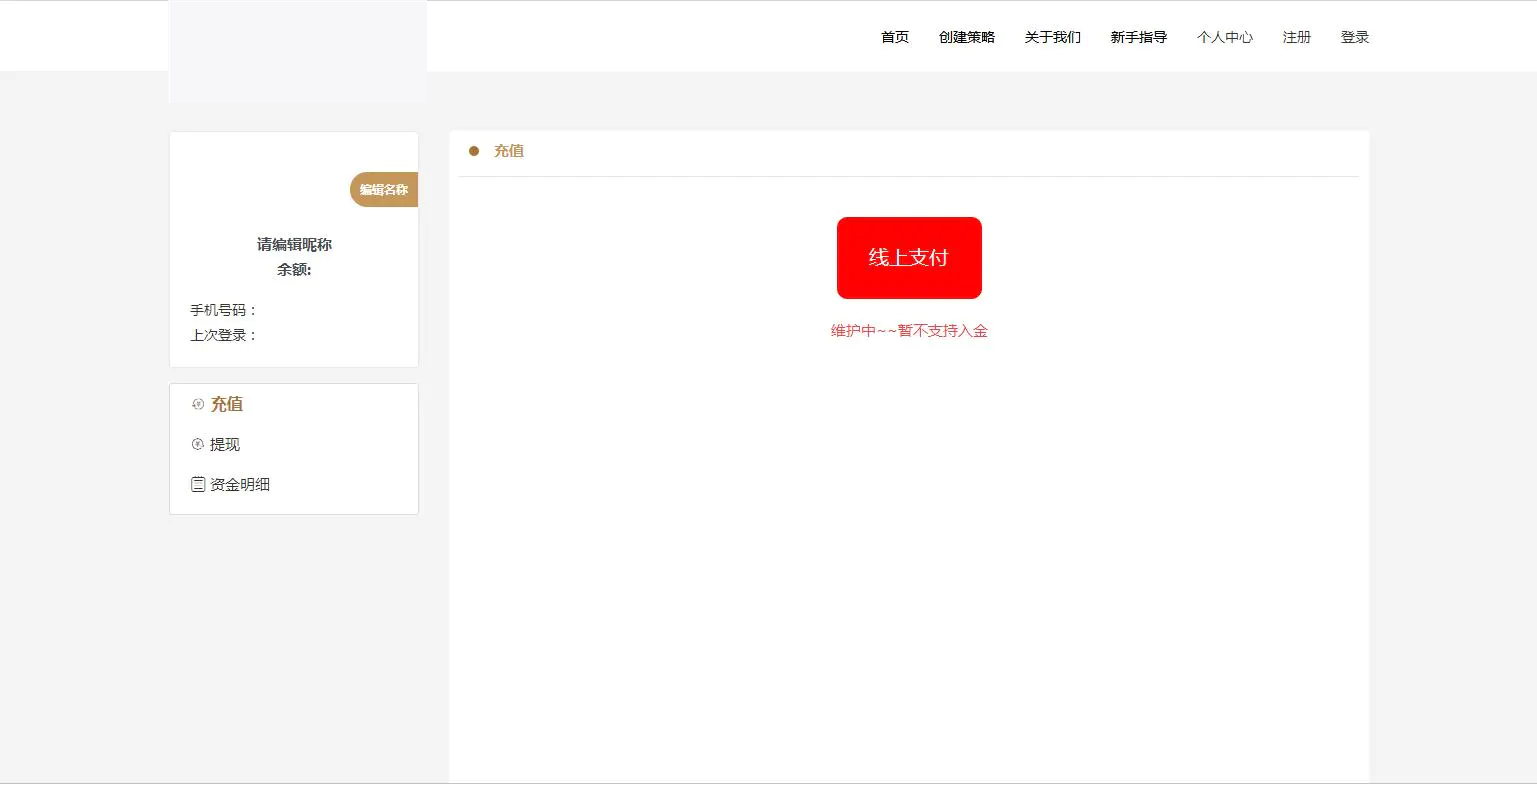 首页 创建策略 关于我们 新手指导 个人中心 注册 登录
编辑名称
请编辑昵称
余额:
手机号码：
上次登录：
充值
提现
资金明细
充值
线上支付
维护中~~暂不支持入金